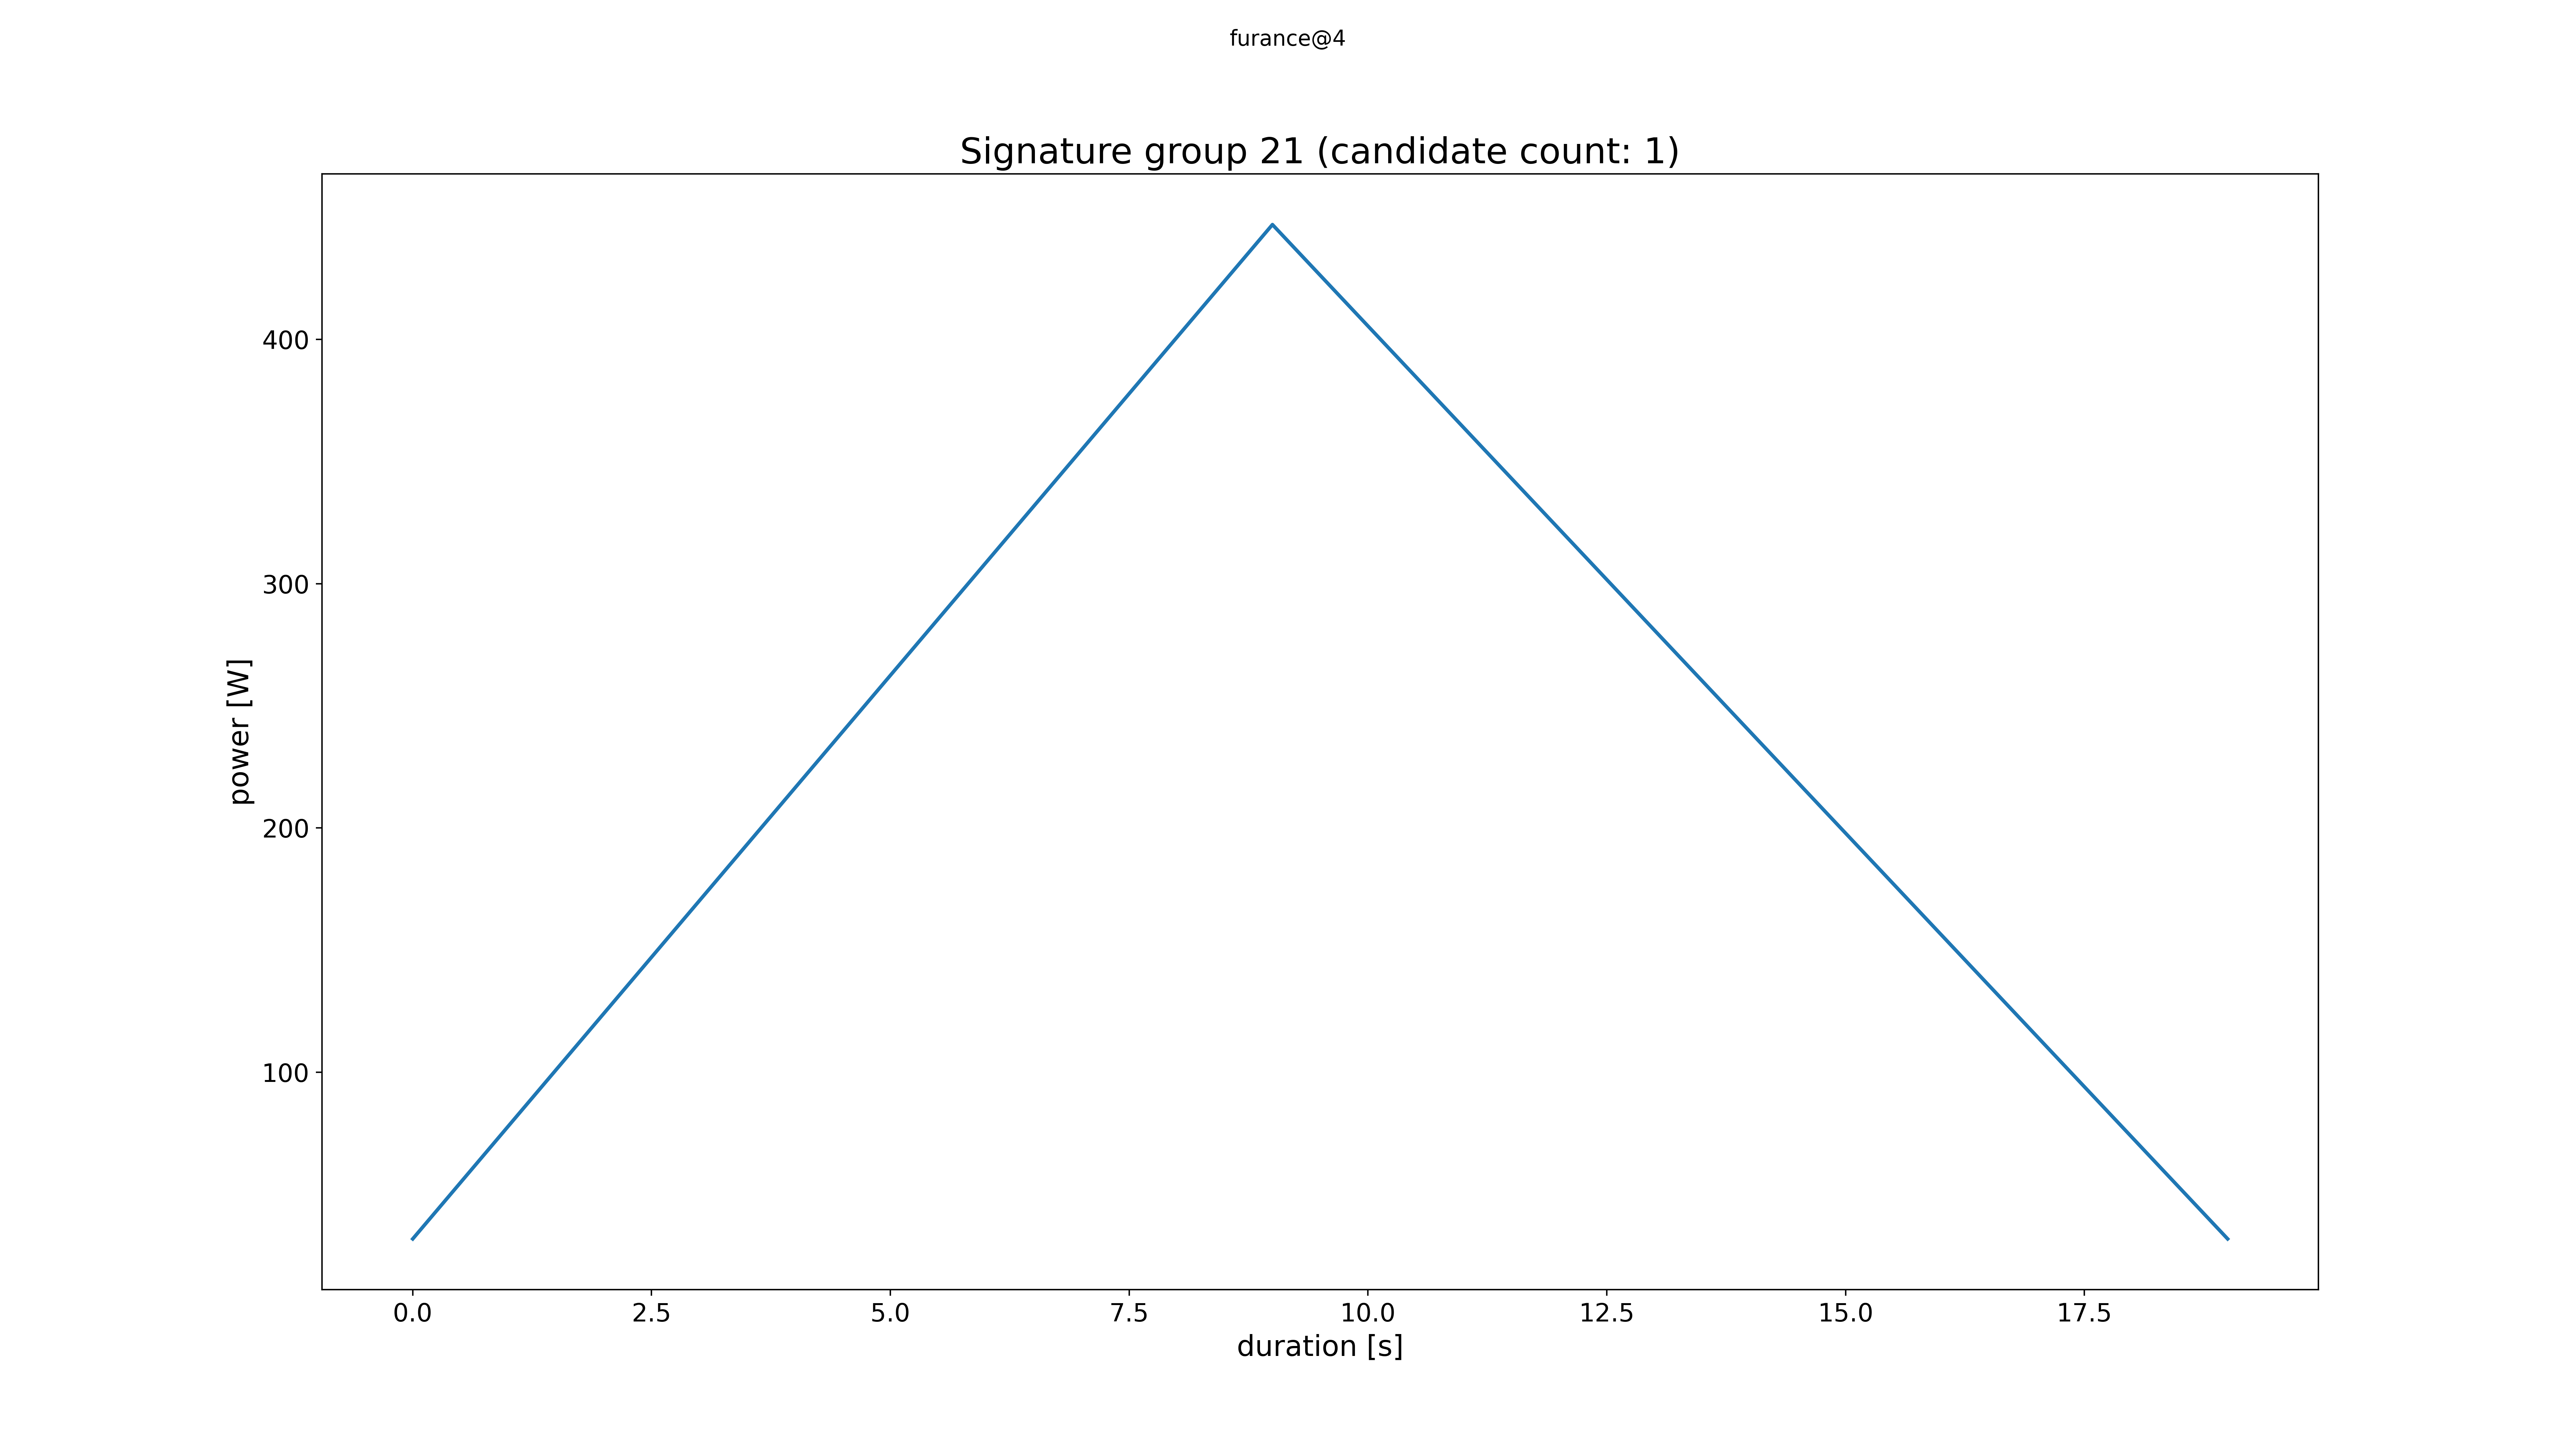 furance@4
Signature group 21 (candidate count: 1)
400
300
200
100
power [W]
0.0 2.5 5.0 7.5 10.0 12.5 15.0 17.5
duration [s]